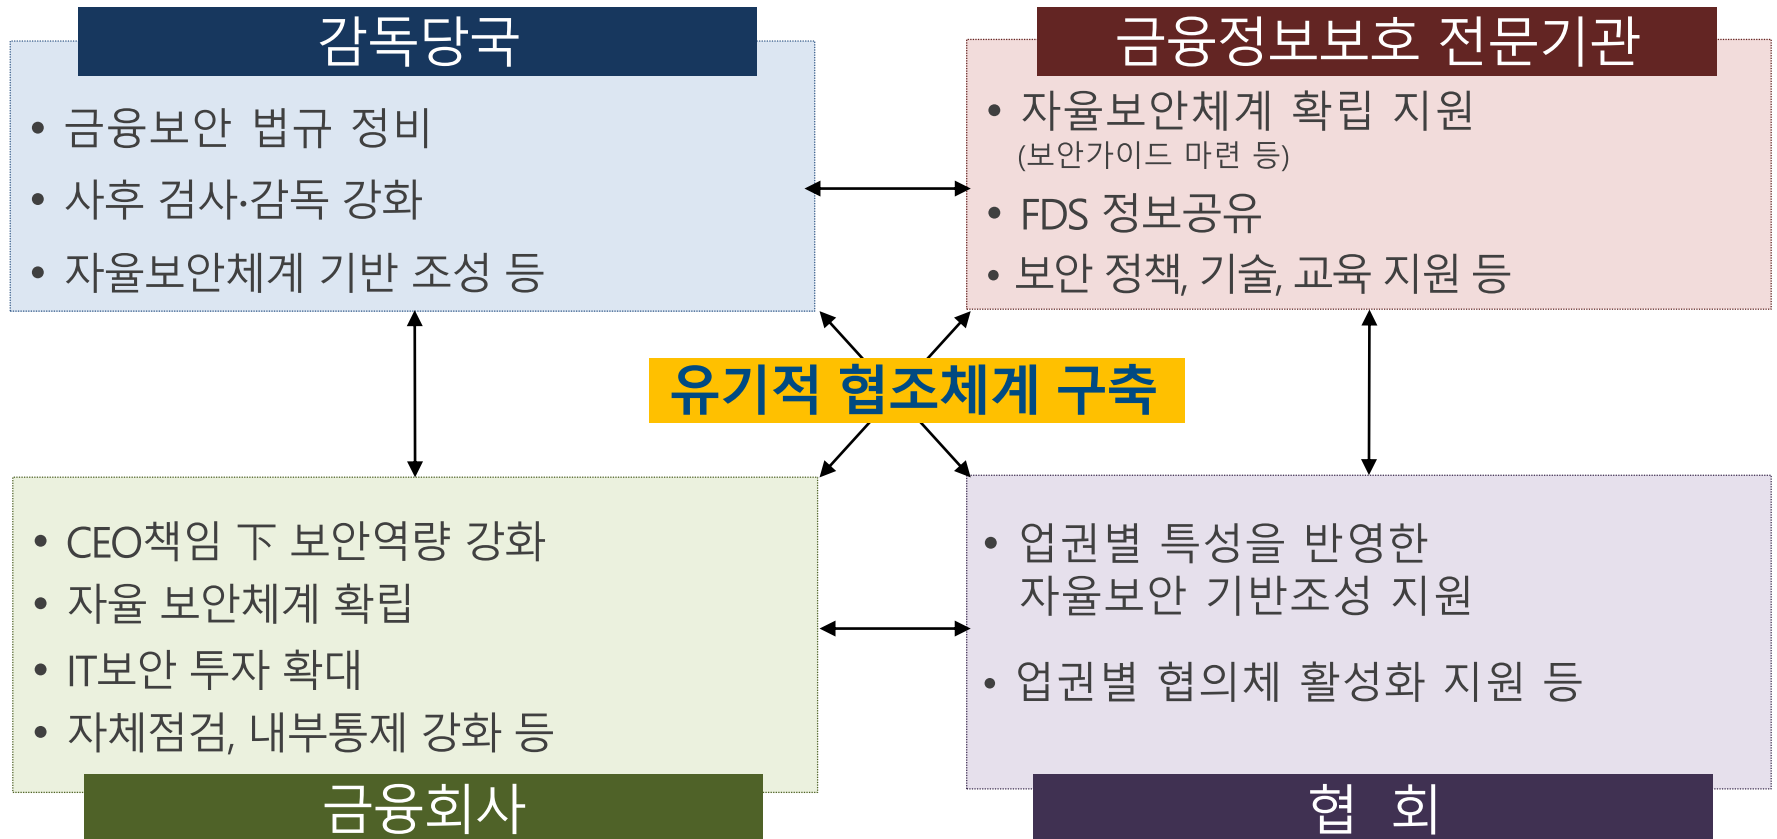 감독당국
• 금융보안 법규 정비
• 사후 검사·감독 강화
• 자율보안체계 기반 조성 등
금융정보보호 전문기관
• 자율보안체계 확립 지원
(보안가이드 마련 등)
• FDS 정보공유
• 보안 정책, 기술, 교육 지원 등
유기적 협조체계 구축
• CEO책임 下 보안역량 강화
• 자율 보안체계 확립
• IT보안 투자 확대
• 자체점검, 내부통제 강화 등
금융회사
• 업권별 특성을 반영한
자율보안 기반조성 지원
• 업권별 협의체 활성화 지원 등
협 회